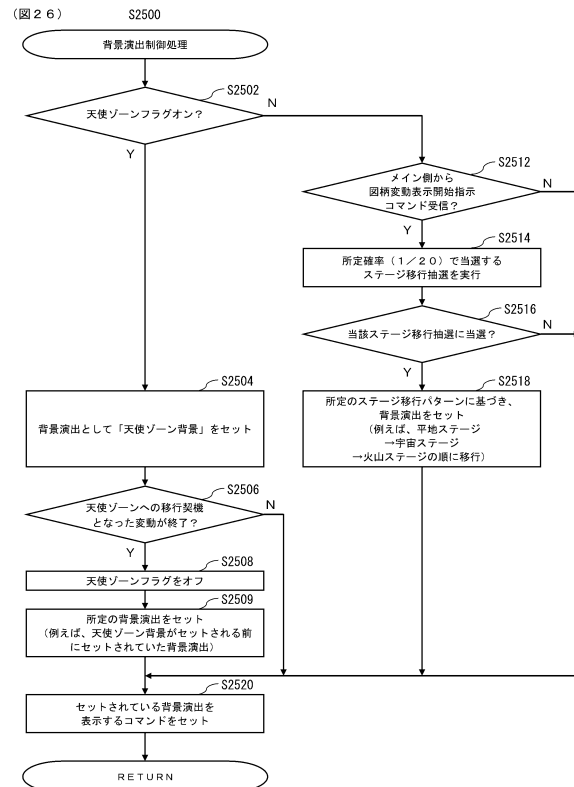 （図２６）
S2500
背景演出制御処理
S2502
天使ゾーンフラグオン？
N
Y
S2512
メイン側から
図柄変動表示開始指示
コマンド受信？
N
Y
S2514
所定確率（１／２０）で当選する
ステージ移行抽選を実行
S2516
当該ステージ移行抽選に当選？
N
Y
S2518
所定のステージ移行パターンに基づき、
背景演出をセット
（例えば、平地ステージ
→宇宙ステージ
→火山ステージの順に移行）
S2504
背景演出として「天使ゾーン背景」をセット
S2506
天使ゾーンへの移行契機
となった変動が終了？
N
Y
S2508
天使ゾーンフラグをオフ
S2509
所定の背景演出をセット
（例えば、天使ゾーン背景がセットされる前
にセットされていた背景演出）
S2520
セットされている背景演出を
表示するコマンドをセット
ＲＥＴＵＲＮ